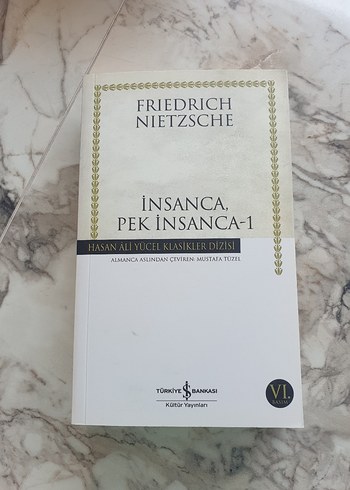 FRIEDRICH
NIETZSCHE
İNSANCA,
PEK İNSANCA-1
HASAN ALİ YÜCEL KLASİKLER DİZİSİ
ALMANCA ASLINDAN ÇEVİREN: MUSTAFA TÜZEL
TÜRKİYE İŞ BANKASI
Kültür Yayınları
VI.
BASIM